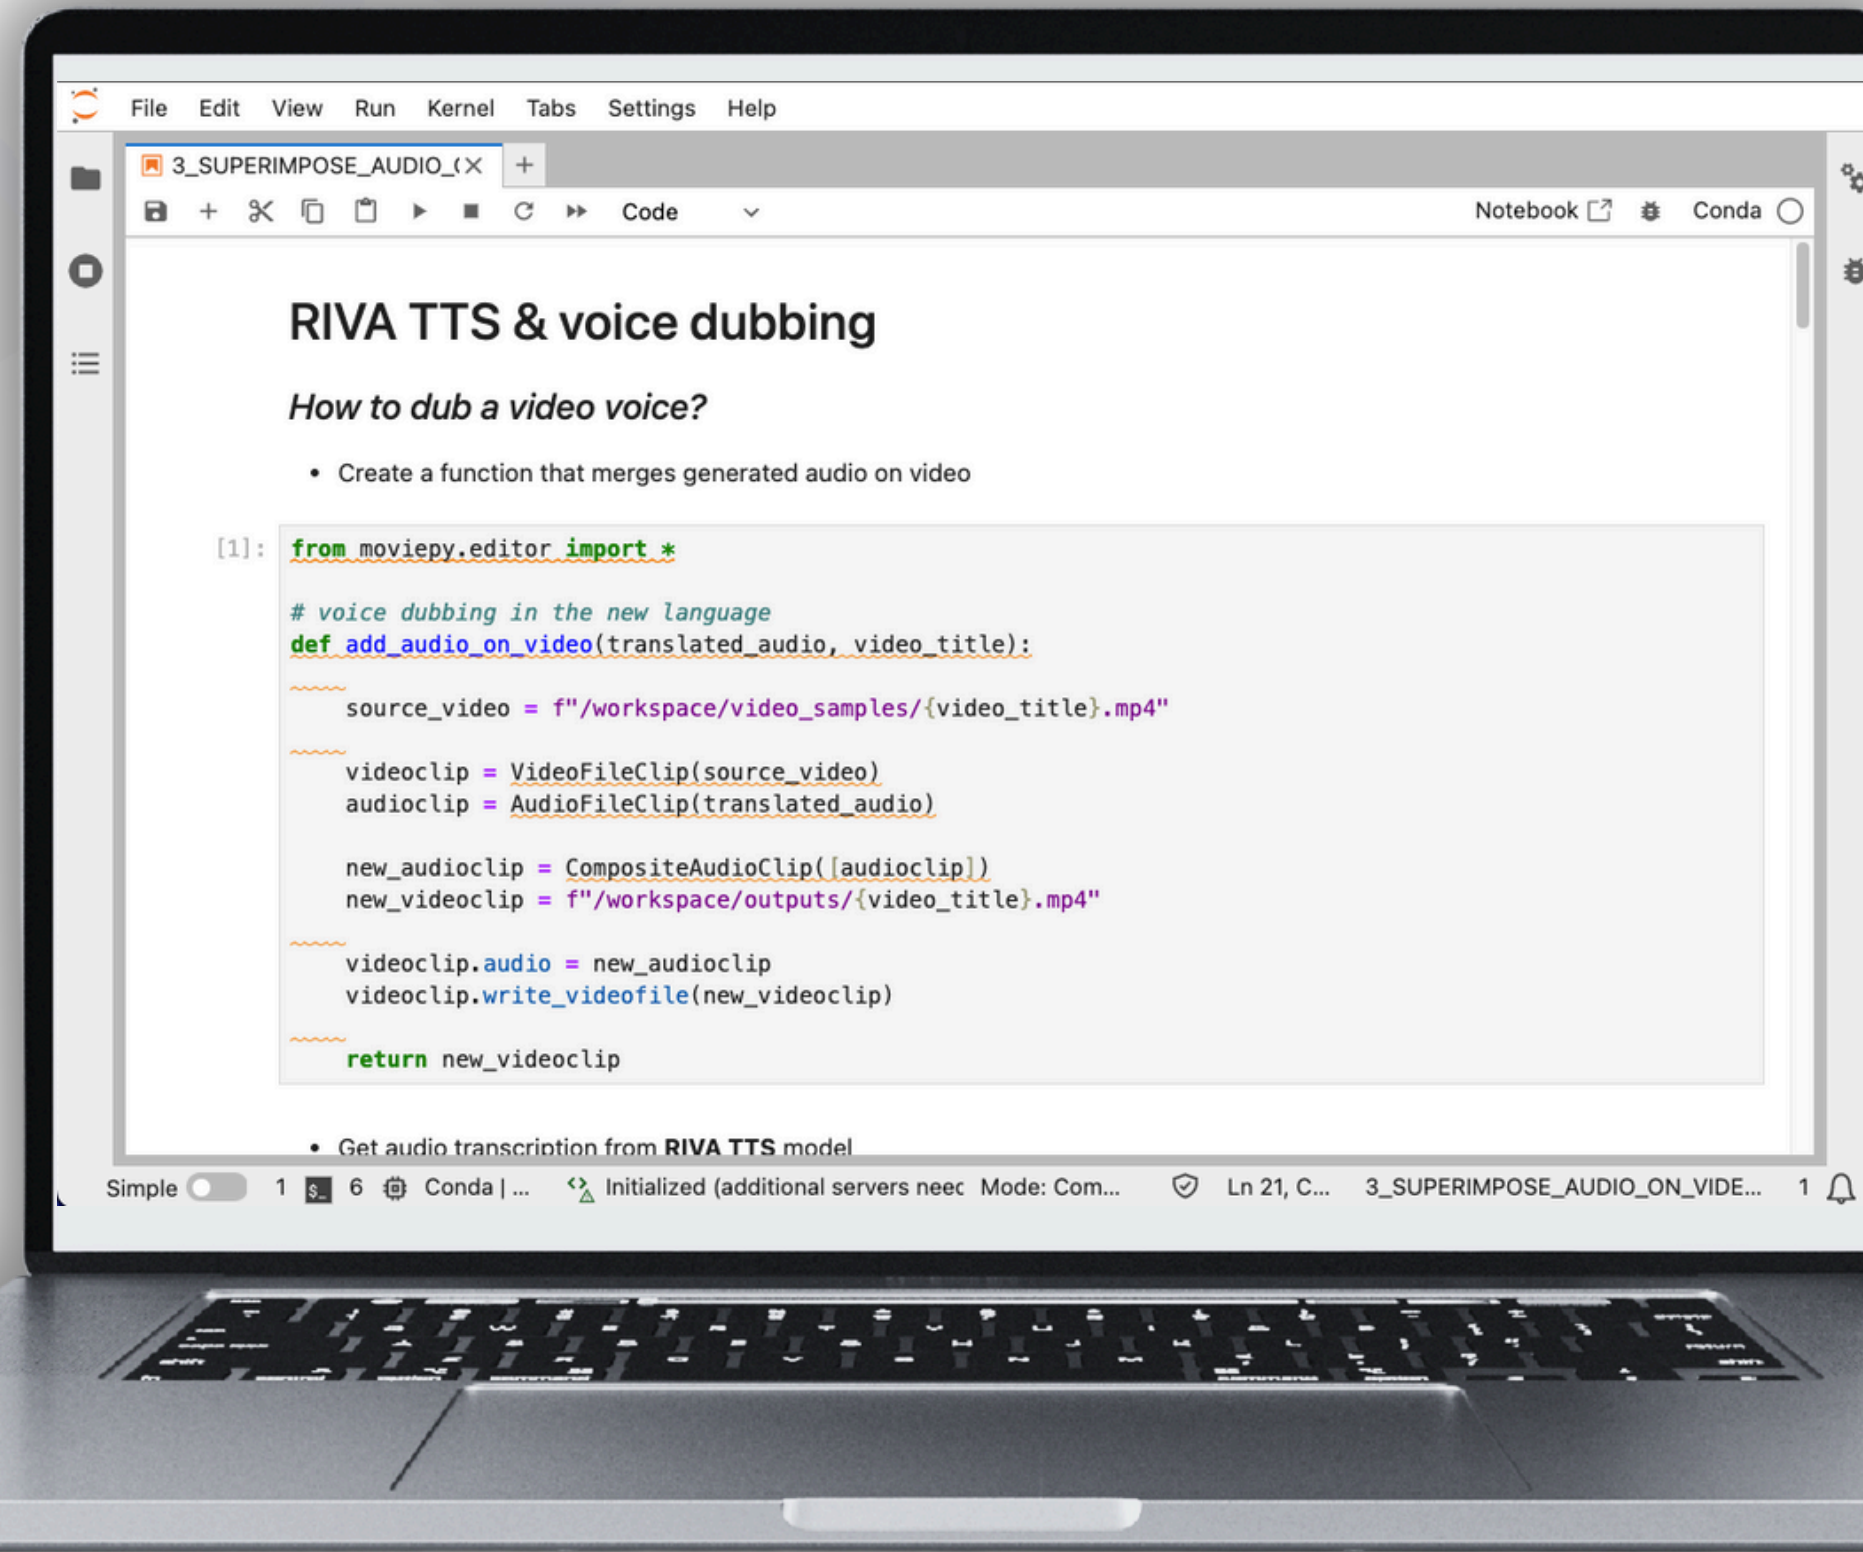 File Edit View Run Kernel Tabs Settings Help
3_SUPERIMPOSE_AUDIO_(
Code
Notebook
Conda
RIVA TTS & voice dubbing
How to dub a video voice?
• Create a function that merges generated audio on video
[1]:
from moviepy.editor import *
# voice dubbing in the new language
def add_audio_on_video(translated_audio, video_title):
source_video = f"/workspace/video_samples/{video_title}.mp4"
videoclip = VideoFileClip(source_video)
audioclip = AudioFileClip(translated_audio)
new_audioclip = CompositeAudioClip([audioclip])
new_videoclip = f"/workspace/outputs/{video_title}.mp4"
videoclip.audio = new_audioclip
videoclip.write_videofile(new_videoclip)
return new_videoclip
• Get audio transcription from RIVA TTS model
Simple 1 $_ 6 Conda | ... Initialized (additional servers neec Mode: Com... Ln 21, C... 3_SUPERIMPOSE_AUDIO_ON_VIDE... 1